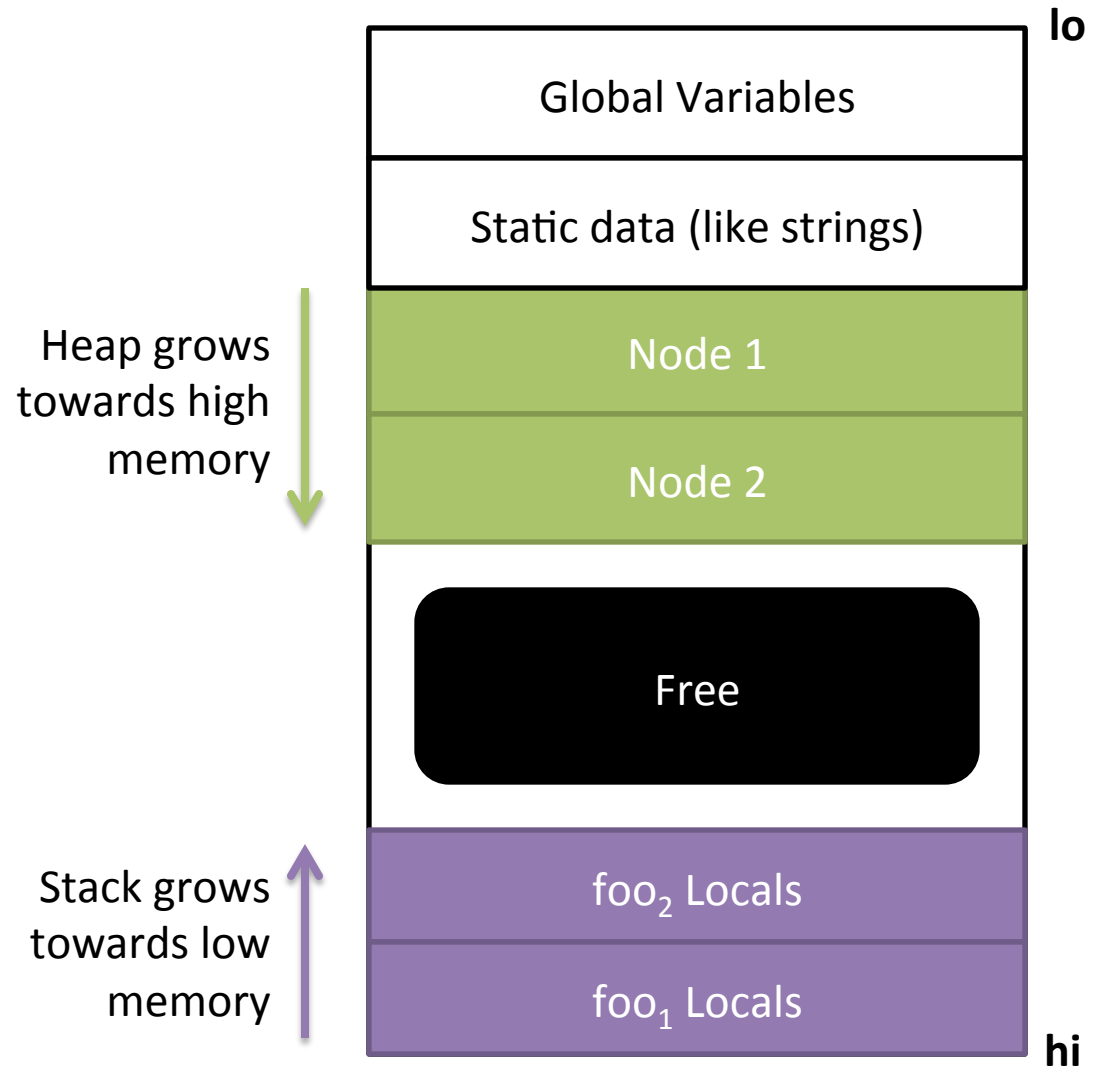 lo
Global Variables
Static data (like strings)
Heap grows
towards high
memory
Node 1
Node 2
Free
Stack grows
towards low
memory
foo₂ Locals
foo₁ Locals
hi